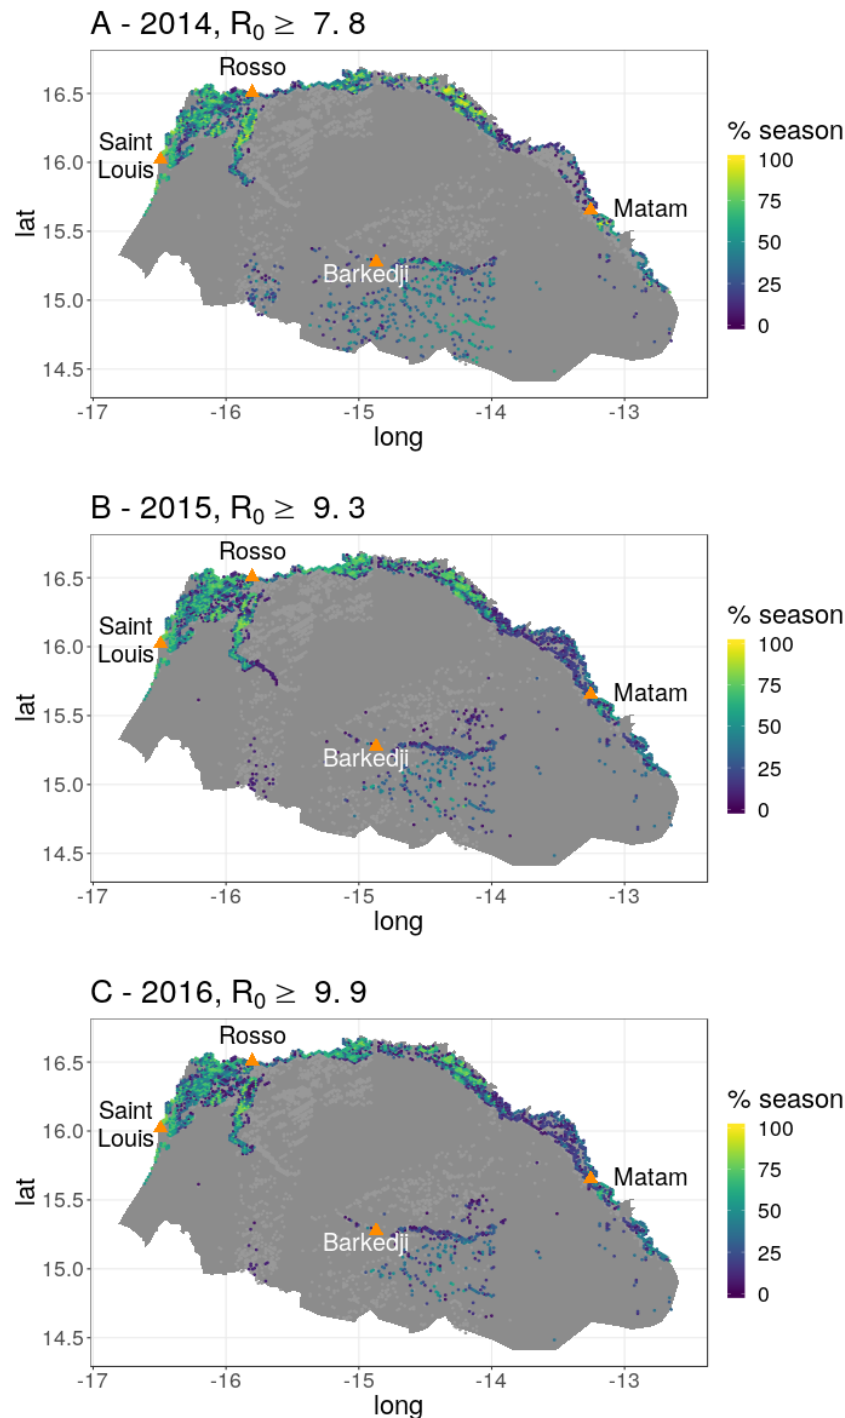 A - 2014, R₀ ≥ 7. 8
Rosso
Saint
Louis
Matam
Barkedji
lat
16.5
16.0
15.5
15.0
14.5
-17 -16 -15 -14 -13
long
% season
100
75
50
25
0
B - 2015, R₀ ≥ 9. 3
Rosso
Saint
Louis
Matam
Barkedji
lat
16.5
16.0
15.5
15.0
14.5
-17 -16 -15 -14 -13
long
% season
100
75
50
25
0
C - 2016, R₀ ≥ 9. 9
Rosso
Saint
Louis
Matam
Barkedji
lat
16.5
16.0
15.5
15.0
14.5
-17 -16 -15 -14 -13
long
% season
100
75
50
25
0